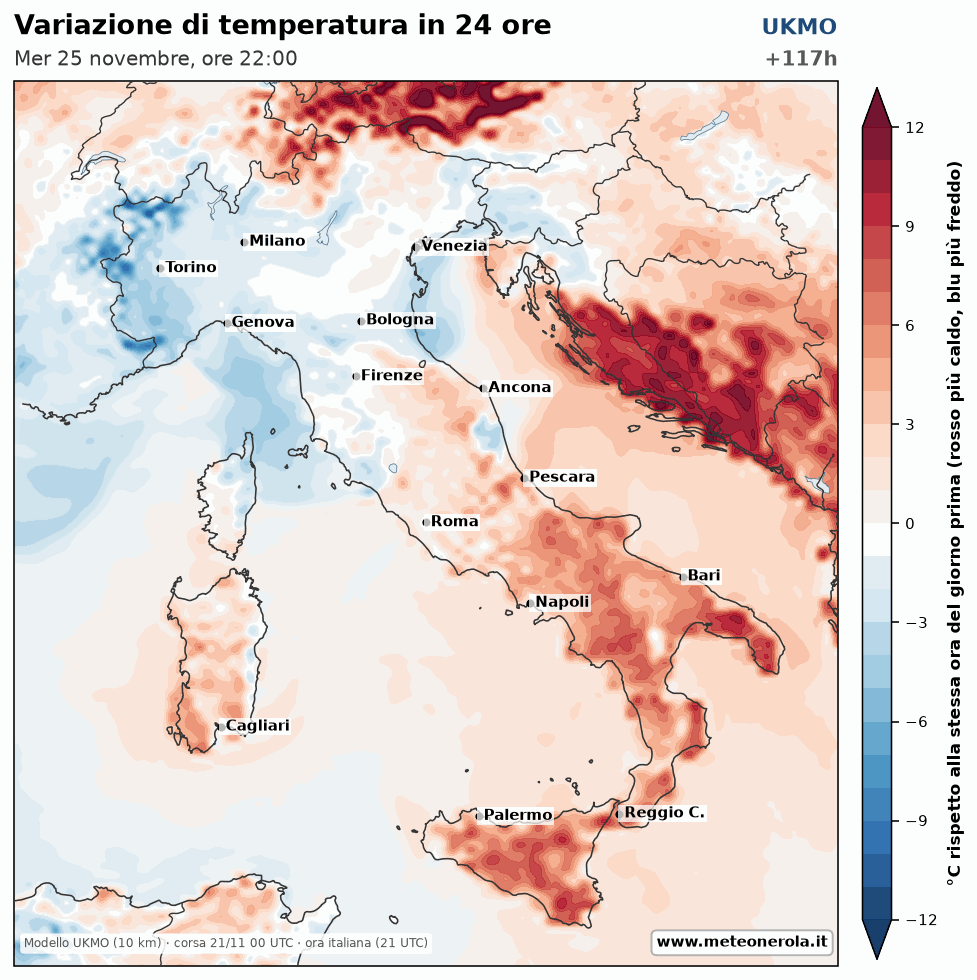 Variazione di temperatura in 24 ore
UKMO
Mer 25 novembre, ore 22:00
+117h
Milano
Venezia
Torino
Genova
Bologna
Firenze
Ancona
Pescara
Roma
Bari
Napoli
Cagliari
Palermo
Reggio C.
Modello UKMO (10 km) · corsa 21/11 00 UTC · ora italiana (21 UTC)
www.meteonerola.it
12
9
6
3
0
−3
−6
−9
−12
°C rispetto alla stessa ora del giorno prima (rosso più caldo, blu più freddo)